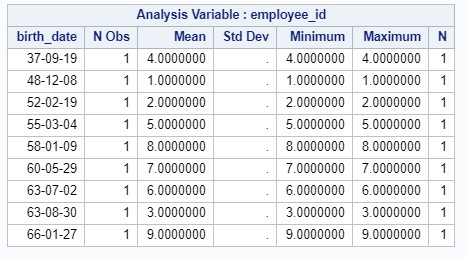 Analysis Variable : employee_id
birth_date N Obs Mean Std Dev Minimum Maximum N
37-09-19 1 4.0000000 . 4.0000000 4.0000000 1
48-12-08 1 1.0000000 . 1.0000000 1.0000000 1
52-02-19 1 2.0000000 . 2.0000000 2.0000000 1
55-03-04 1 5.0000000 . 5.0000000 5.0000000 1
58-01-09 1 8.0000000 . 8.0000000 8.0000000 1
60-05-29 1 7.0000000 . 7.0000000 7.0000000 1
63-07-02 1 6.0000000 . 6.0000000 6.0000000 1
63-08-30 1 3.0000000 . 3.0000000 3.0000000 1
66-01-27 1 9.0000000 . 9.0000000 9.0000000 1